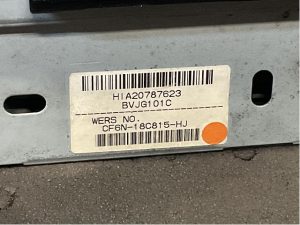 HIA20787623
BVJG101C
WERS NO.
CF6N-18C815-HJ